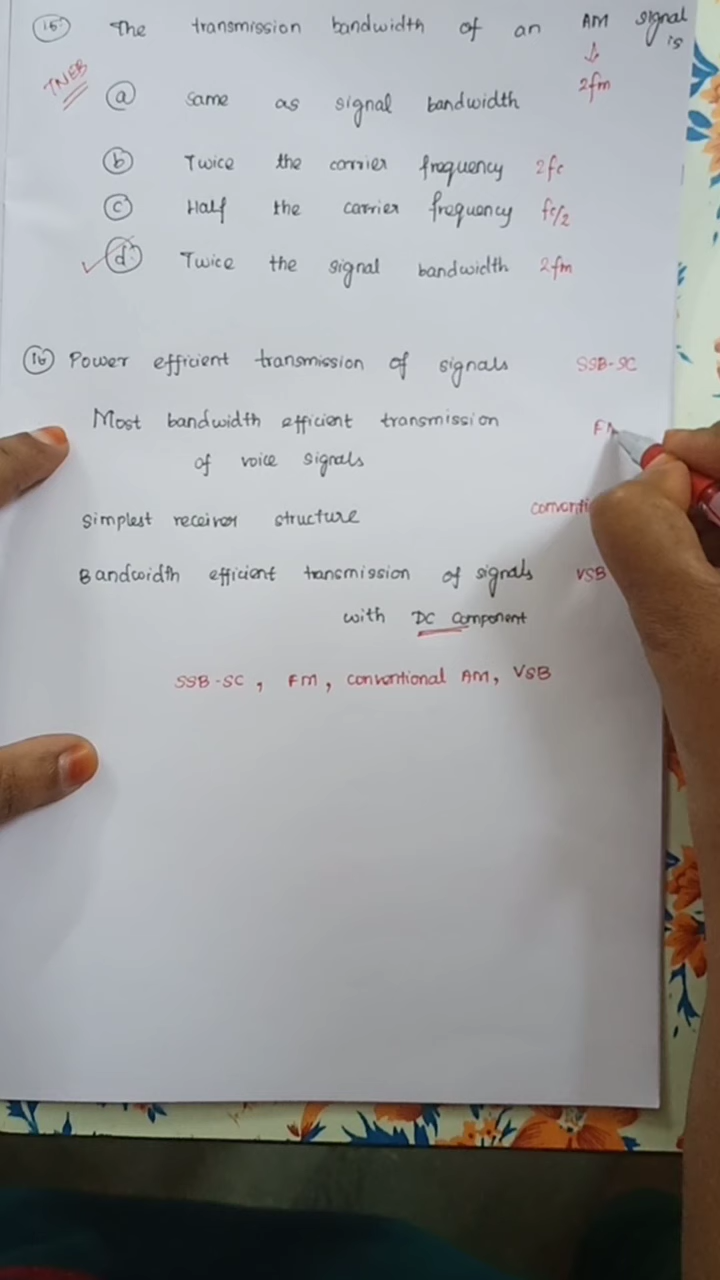 15. The transmission bandwidth of an AM signal is
2fm
TNEB
a same as signal bandwidth
b Twice the carrier frequency 2fc
c Half the carrier frequency fc/2
d Twice the signal bandwidth 2fm
16 Power efficient transmission of signals SSB-SC
Most bandwidth efficient transmission
of voice signals
simplest receiver structure
Bandwidth efficient transmission of signals VSB
with DC Component
SSB-SC, FM, conventional AM, VSB